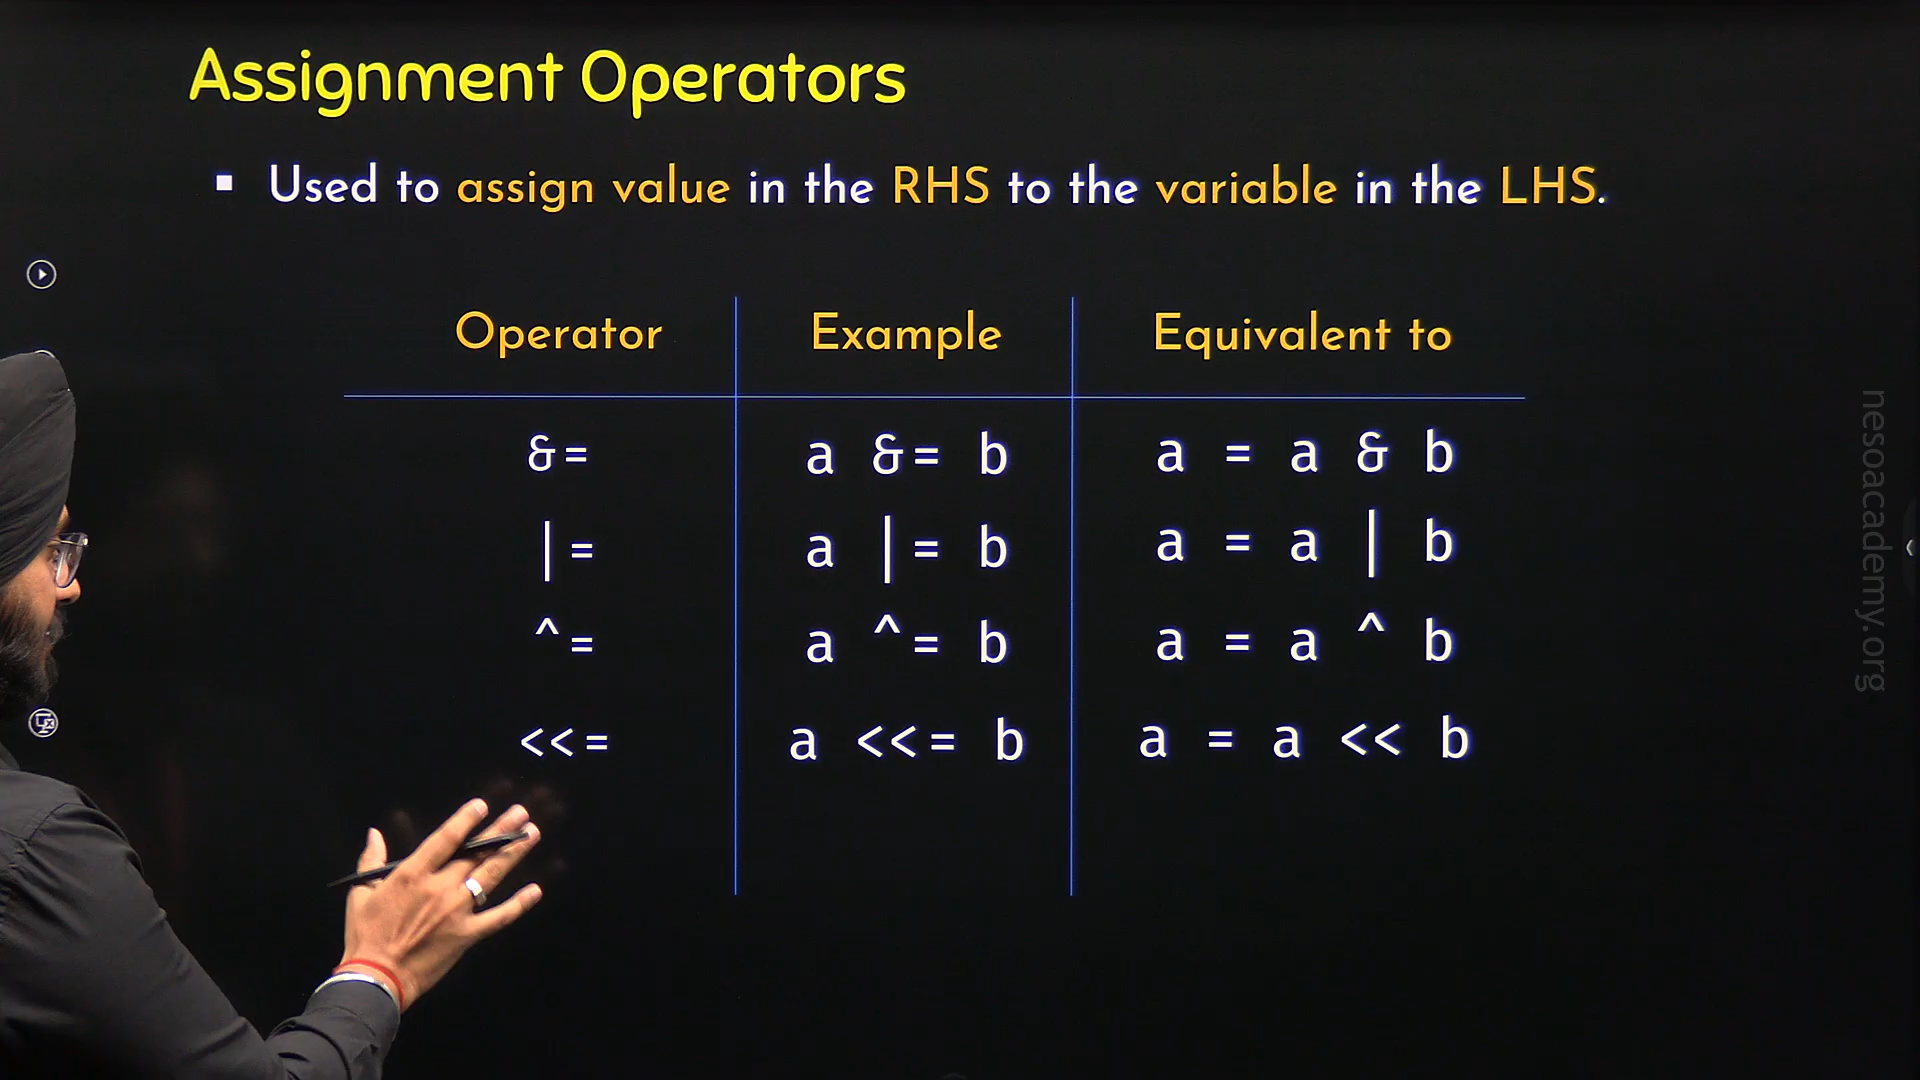 Assignment Operators
▪ Used to assign value in the RHS to the variable in the LHS.
Operator Example Equivalent to
&= a &= b a = a & b
|= a |= b a = a | b
^= a ^= b a = a ^ b
<<= a <<= b a = a << b
nesoacademy.org